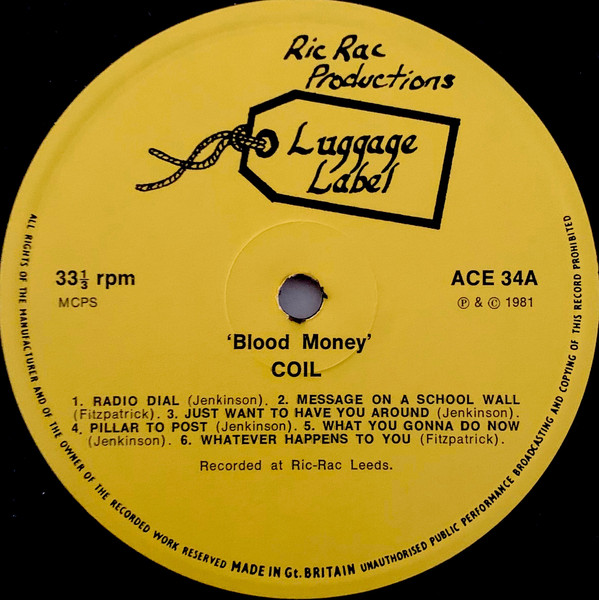 Ric Rac
Productions
Luggage
Label
33⅓ rpm
MCPS
ACE 34A
Ⓟ & © 1981
'Blood Money'
COIL
1. RADIO DIAL (Jenkinson). 2. MESSAGE ON A SCHOOL WALL
(Fitzpatrick). 3. JUST WANT TO HAVE YOU AROUND (Jenkinson).
4. PILLAR TO POST (Jenkinson). 5. WHAT YOU GONNA DO NOW
(Jenkinson). 6. WHATEVER HAPPENS TO YOU (Fitzpatrick).
Recorded at Ric-Rac Leeds.
ALL RIGHTS OF THE MANUFACTURER AND OF THE OWNER OF THE RECORDED WORK RESERVED MADE IN Gt. BRITAIN UNAUTHORISED PUBLIC PERFORMANCE BROADCASTING AND COPYING OF THIS RECORD PROHIBITED